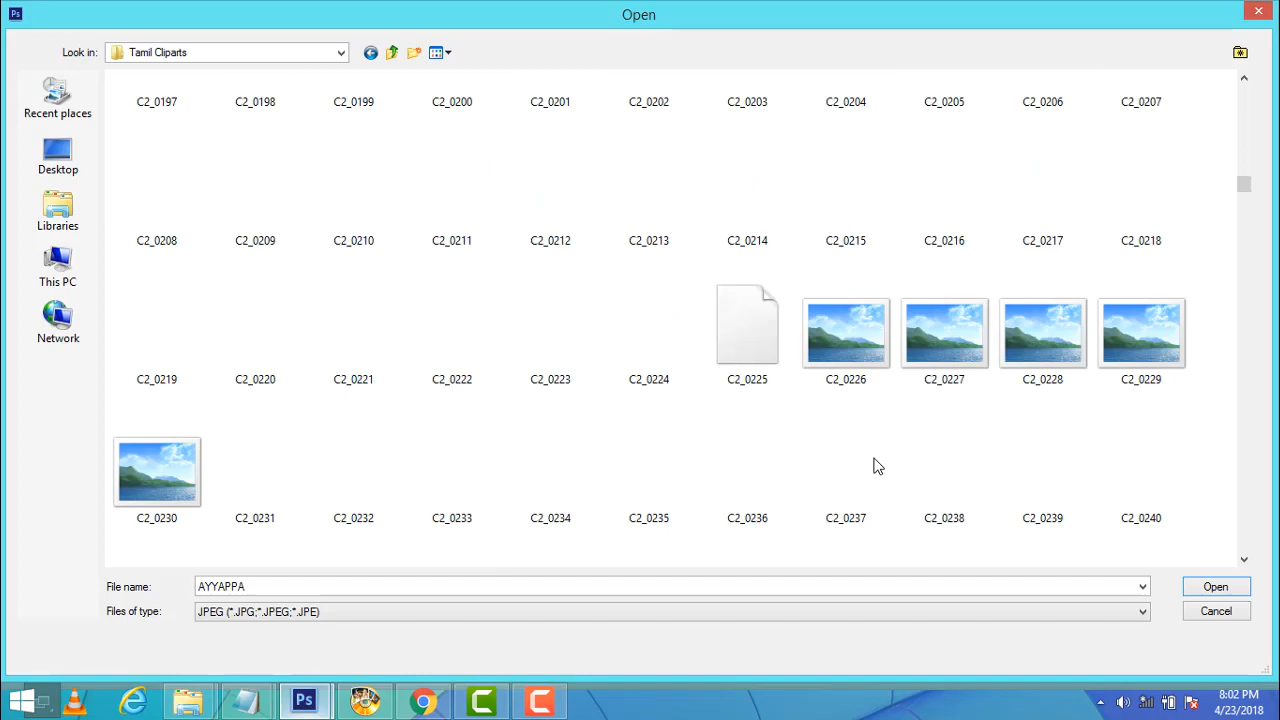 Ps
Open
Look in:
Tamil Cliparts
Recent places
Desktop
Libraries
This PC
Network
C2_0197 C2_0198 C2_0199 C2_0200 C2_0201 C2_0202 C2_0203 C2_0204 C2_0205 C2_0206 C2_0207
C2_0208 C2_0209 C2_0210 C2_0211 C2_0212 C2_0213 C2_0214 C2_0215 C2_0216 C2_0217 C2_0218
C2_0219 C2_0220 C2_0221 C2_0222 C2_0223 C2_0224 C2_0225 C2_0226 C2_0227 C2_0228 C2_0229
C2_0230 C2_0231 C2_0232 C2_0233 C2_0234 C2_0235 C2_0236 C2_0237 C2_0238 C2_0239 C2_0240
File name: AYYAPPA Open
Files of type: JPEG (*.JPG;*.JPEG;*.JPE) Cancel
Ps
8:02 PM
4/23/2018